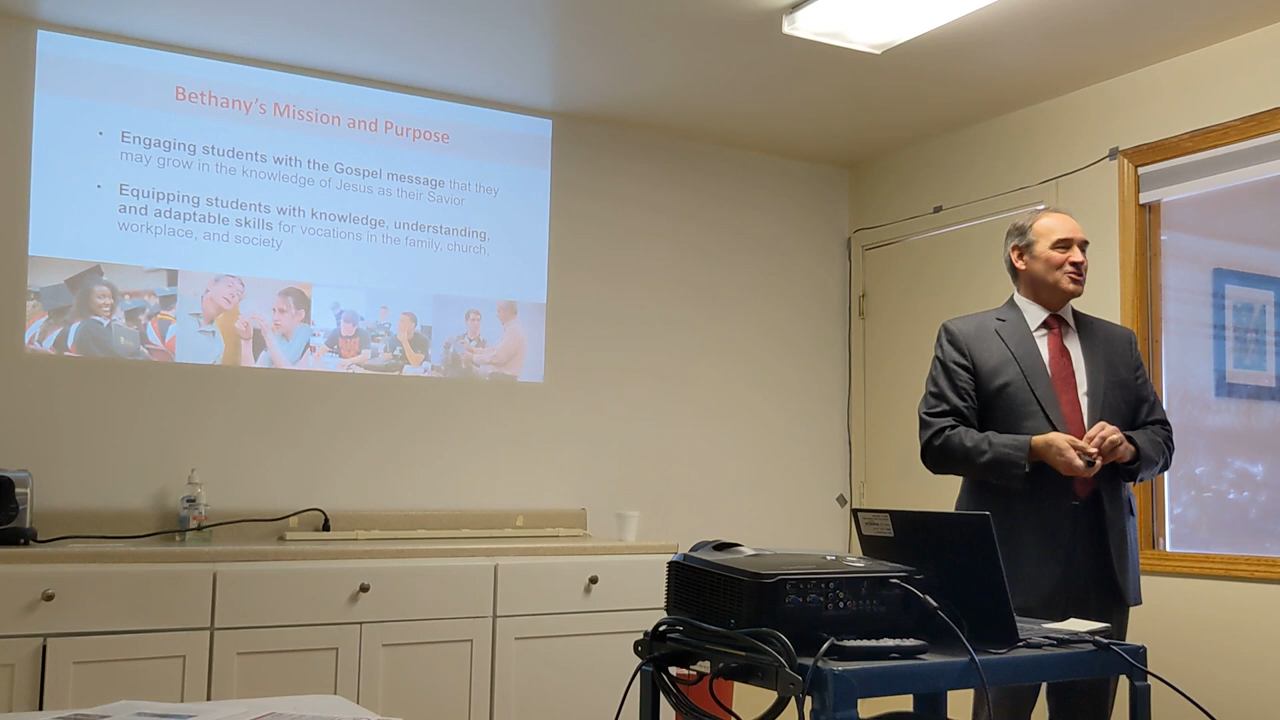 Bethany's Mission and Purpose
• Engaging students with the Gospel message that they
may grow in the knowledge of Jesus as their Savior
• Equipping students with knowledge, understanding,
and adaptable skills for vocations in the family, church,
workplace, and society